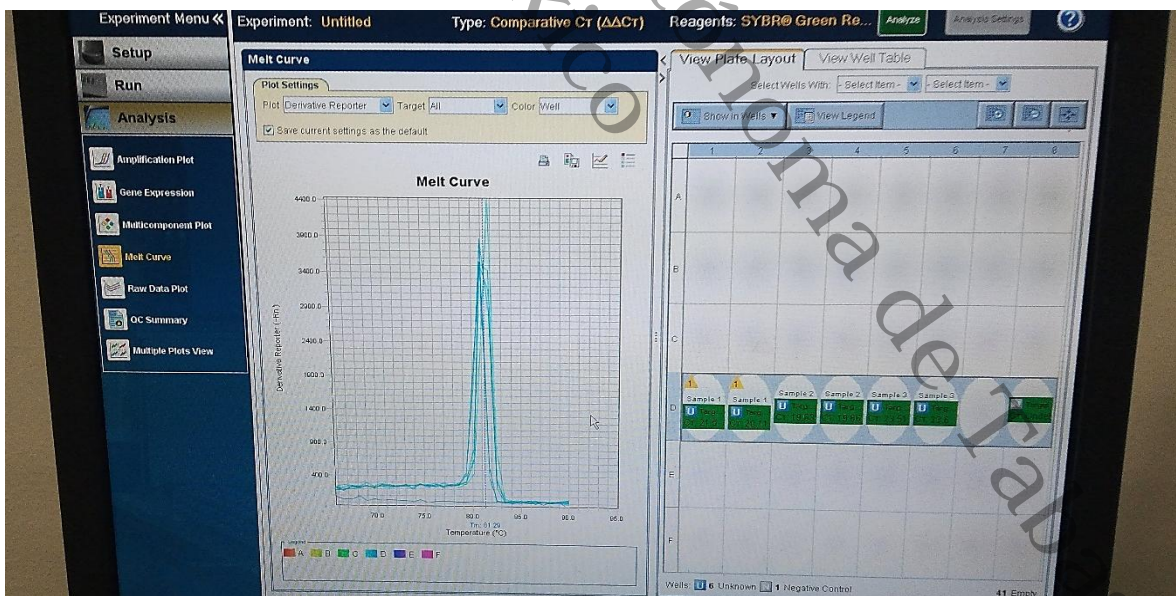 Experiment Menu «
Experiment: Untitled
Type: Comparative CT (ΔΔCT)
Reagents: SYBR® Green Re...
Analyze
Analysis Settings
?
Setup
Run
Analysis
Amplification Plot
Gene Expression
Multicomponent Plot
Melt Curve
Raw Data Plot
QC Summary
Multiple Plots View
Melt Curve
Plot Settings
Plot Derivative Reporter Target All Color Well
Save current settings as the default
Melt Curve
4400.0
3900.0
3400.0
2900.0
2400.0
1900.0
1400.0
900.0
400.0
Derivative Reporter (-Rn)
70.0 75.0 80.0 85.0 90.0 95.0
Tm: 81.29
Temperature (°C)
Legend
A B C D E F
View Plate Layout
View Well Table
Select Wells With: - Select Item - - Select Item -
Show in Wells ▼
View Legend
1 2 4 5 6 7 8
A
B
C
D
E
F
1 1
Sample 1 Sample 1 Sample 2 Sample 2 Sample 3 Sample 3
U U U U U U
Wells: U 6 Unknown 1 Negative Control
41 Empty
México
tónoma de Taba